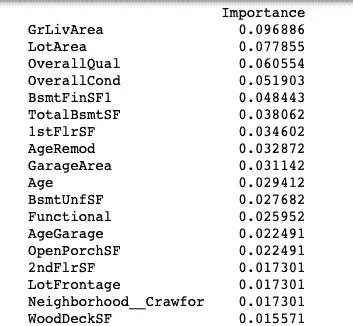 Importance
GrLivArea 0.096886
LotArea 0.077855
OverallQual 0.060554
OverallCond 0.051903
BsmtFinSF1 0.048443
TotalBsmtSF 0.038062
1stFlrSF 0.034602
AgeRemod 0.032872
GarageArea 0.031142
Age 0.029412
BsmtUnfSF 0.027682
Functional 0.025952
AgeGarage 0.022491
OpenPorchSF 0.022491
2ndFlrSF 0.017301
LotFrontage 0.017301
Neighborhood__Crawfor 0.017301
WoodDeckSF 0.015571